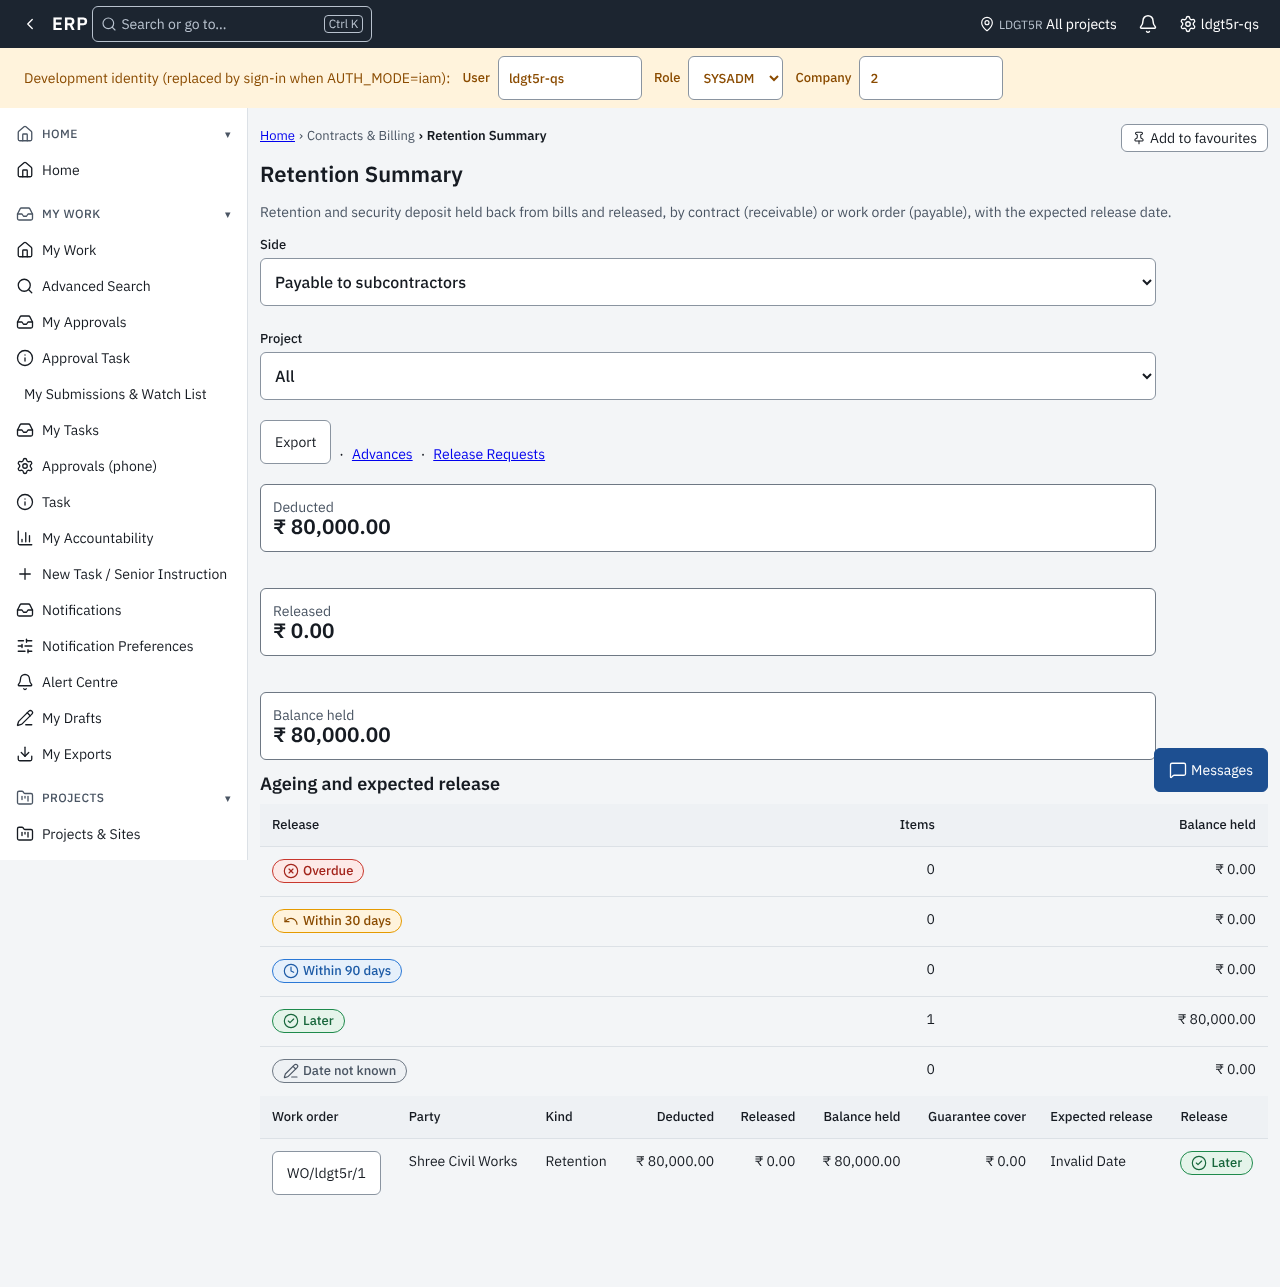 ERP
Search or go to...
Ctrl K
LDGT5R All projects
ldgt5r-qs
Development identity (replaced by sign-in when AUTH_MODE=iam):
User
ldgt5r-qs
Role
SYSADM
Company
2
HOME
Home
MY WORK
My Work
Advanced Search
My Approvals
Approval Task
My Submissions & Watch List
My Tasks
Approvals (phone)
Task
My Accountability
New Task / Senior Instruction
Notifications
Notification Preferences
Alert Centre
My Drafts
My Exports
PROJECTS
Projects & Sites
Home › Contracts & Billing › Retention Summary
Add to favourites
Retention Summary
Retention and security deposit held back from bills and released, by contract (receivable) or work order (payable), with the expected release date.
Side
Payable to subcontractors
Project
All
Export · Advances · Release Requests
Deducted
₹ 80,000.00
Released
₹ 0.00
Balance held
₹ 80,000.00
Messages
Ageing and expected release
Release Items Balance held
Overdue 0 ₹ 0.00
Within 30 days 0 ₹ 0.00
Within 90 days 0 ₹ 0.00
Later 1 ₹ 80,000.00
Date not known 0 ₹ 0.00
Work order Party Kind Deducted Released Balance held Guarantee cover Expected release Release
WO/ldgt5r/1 Shree Civil Works Retention ₹ 80,000.00 ₹ 0.00 ₹ 80,000.00 ₹ 0.00 Invalid Date Later